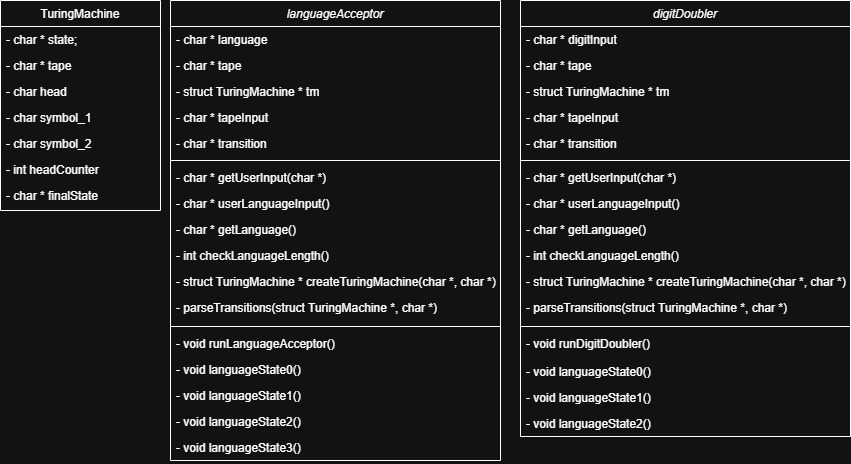 TuringMachine
- char * state;
- char * tape
- char head
- char symbol_1
- char symbol_2
- int headCounter
- char * finalState
languageAcceptor
- char * language
- char * tape
- struct TuringMachine * tm
- char * tapeInput
- char * transition
- char * getUserInput(char *)
- char * userLanguageInput()
- char * getLanguage()
- int checkLanguageLength()
- struct TuringMachine * createTuringMachine(char *, char *)
- parseTransitions(struct TuringMachine *, char *)
- void runLanguageAcceptor()
- void languageState0()
- void languageState1()
- void languageState2()
- void languageState3()
digitDoubler
- char * digitInput
- char * tape
- struct TuringMachine * tm
- char * tapeInput
- char * transition
- char * getUserInput(char *)
- char * userLanguageInput()
- char * getLanguage()
- int checkLanguageLength()
- struct TuringMachine * createTuringMachine(char *, char *)
- parseTransitions(struct TuringMachine *, char *)
- void runDigitDoubler()
- void languageState0()
- void languageState1()
- void languageState2()